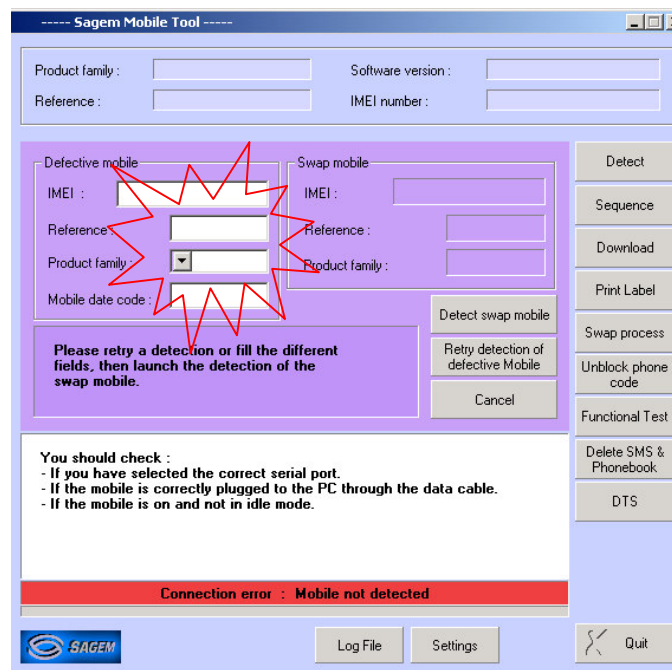 ----- Sagem Mobile Tool -----
Product family :
Software version :
Reference :
IMEI number :
Defective mobile
Swap mobile
Detect
IMEI :
IMEI :
Sequence
Reference :
Reference :
Download
Product family :
Product family :
Print Label
Mobile date code :
Detect swap mobile
Swap process
Please retry a detection or fill the different
fields, then launch the detection of the
swap mobile.
Retry detection of
defective Mobile
Unblock phone
code
Cancel
Functional Test
You should check :
- If you have selected the correct serial port.
- If the mobile is correctly plugged to the PC through the data cable.
- If the mobile is on and not in idle mode.
Delete SMS &
Phonebook
DTS
Connection error : Mobile not detected
SAGEM
Log File
Settings
Quit